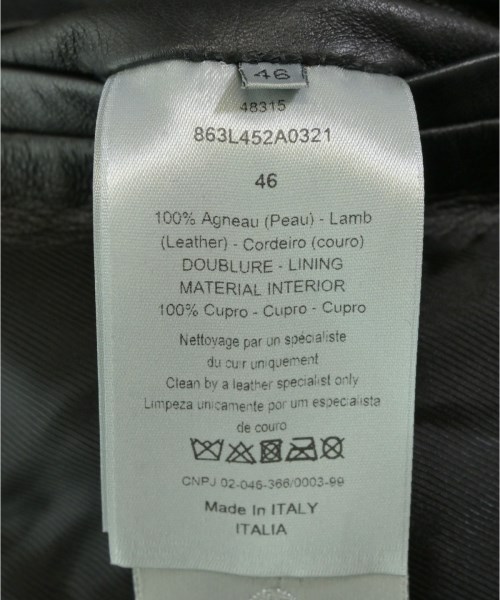 46
48315
863L452A0321
46
100% Agneau (Peau) - Lamb
(Leather) - Cordeiro (couro)
DOUBLURE - LINING
MATERIAL INTERIOR
100% Cupro - Cupro - Cupro
Nettoyage par un spécialiste
du cuir uniquement
Clean by a leather specialist only
Limpeza unicamente por um especialista
de couro
CNPJ 02-046-366/0003-99
Made In ITALY
ITALIA